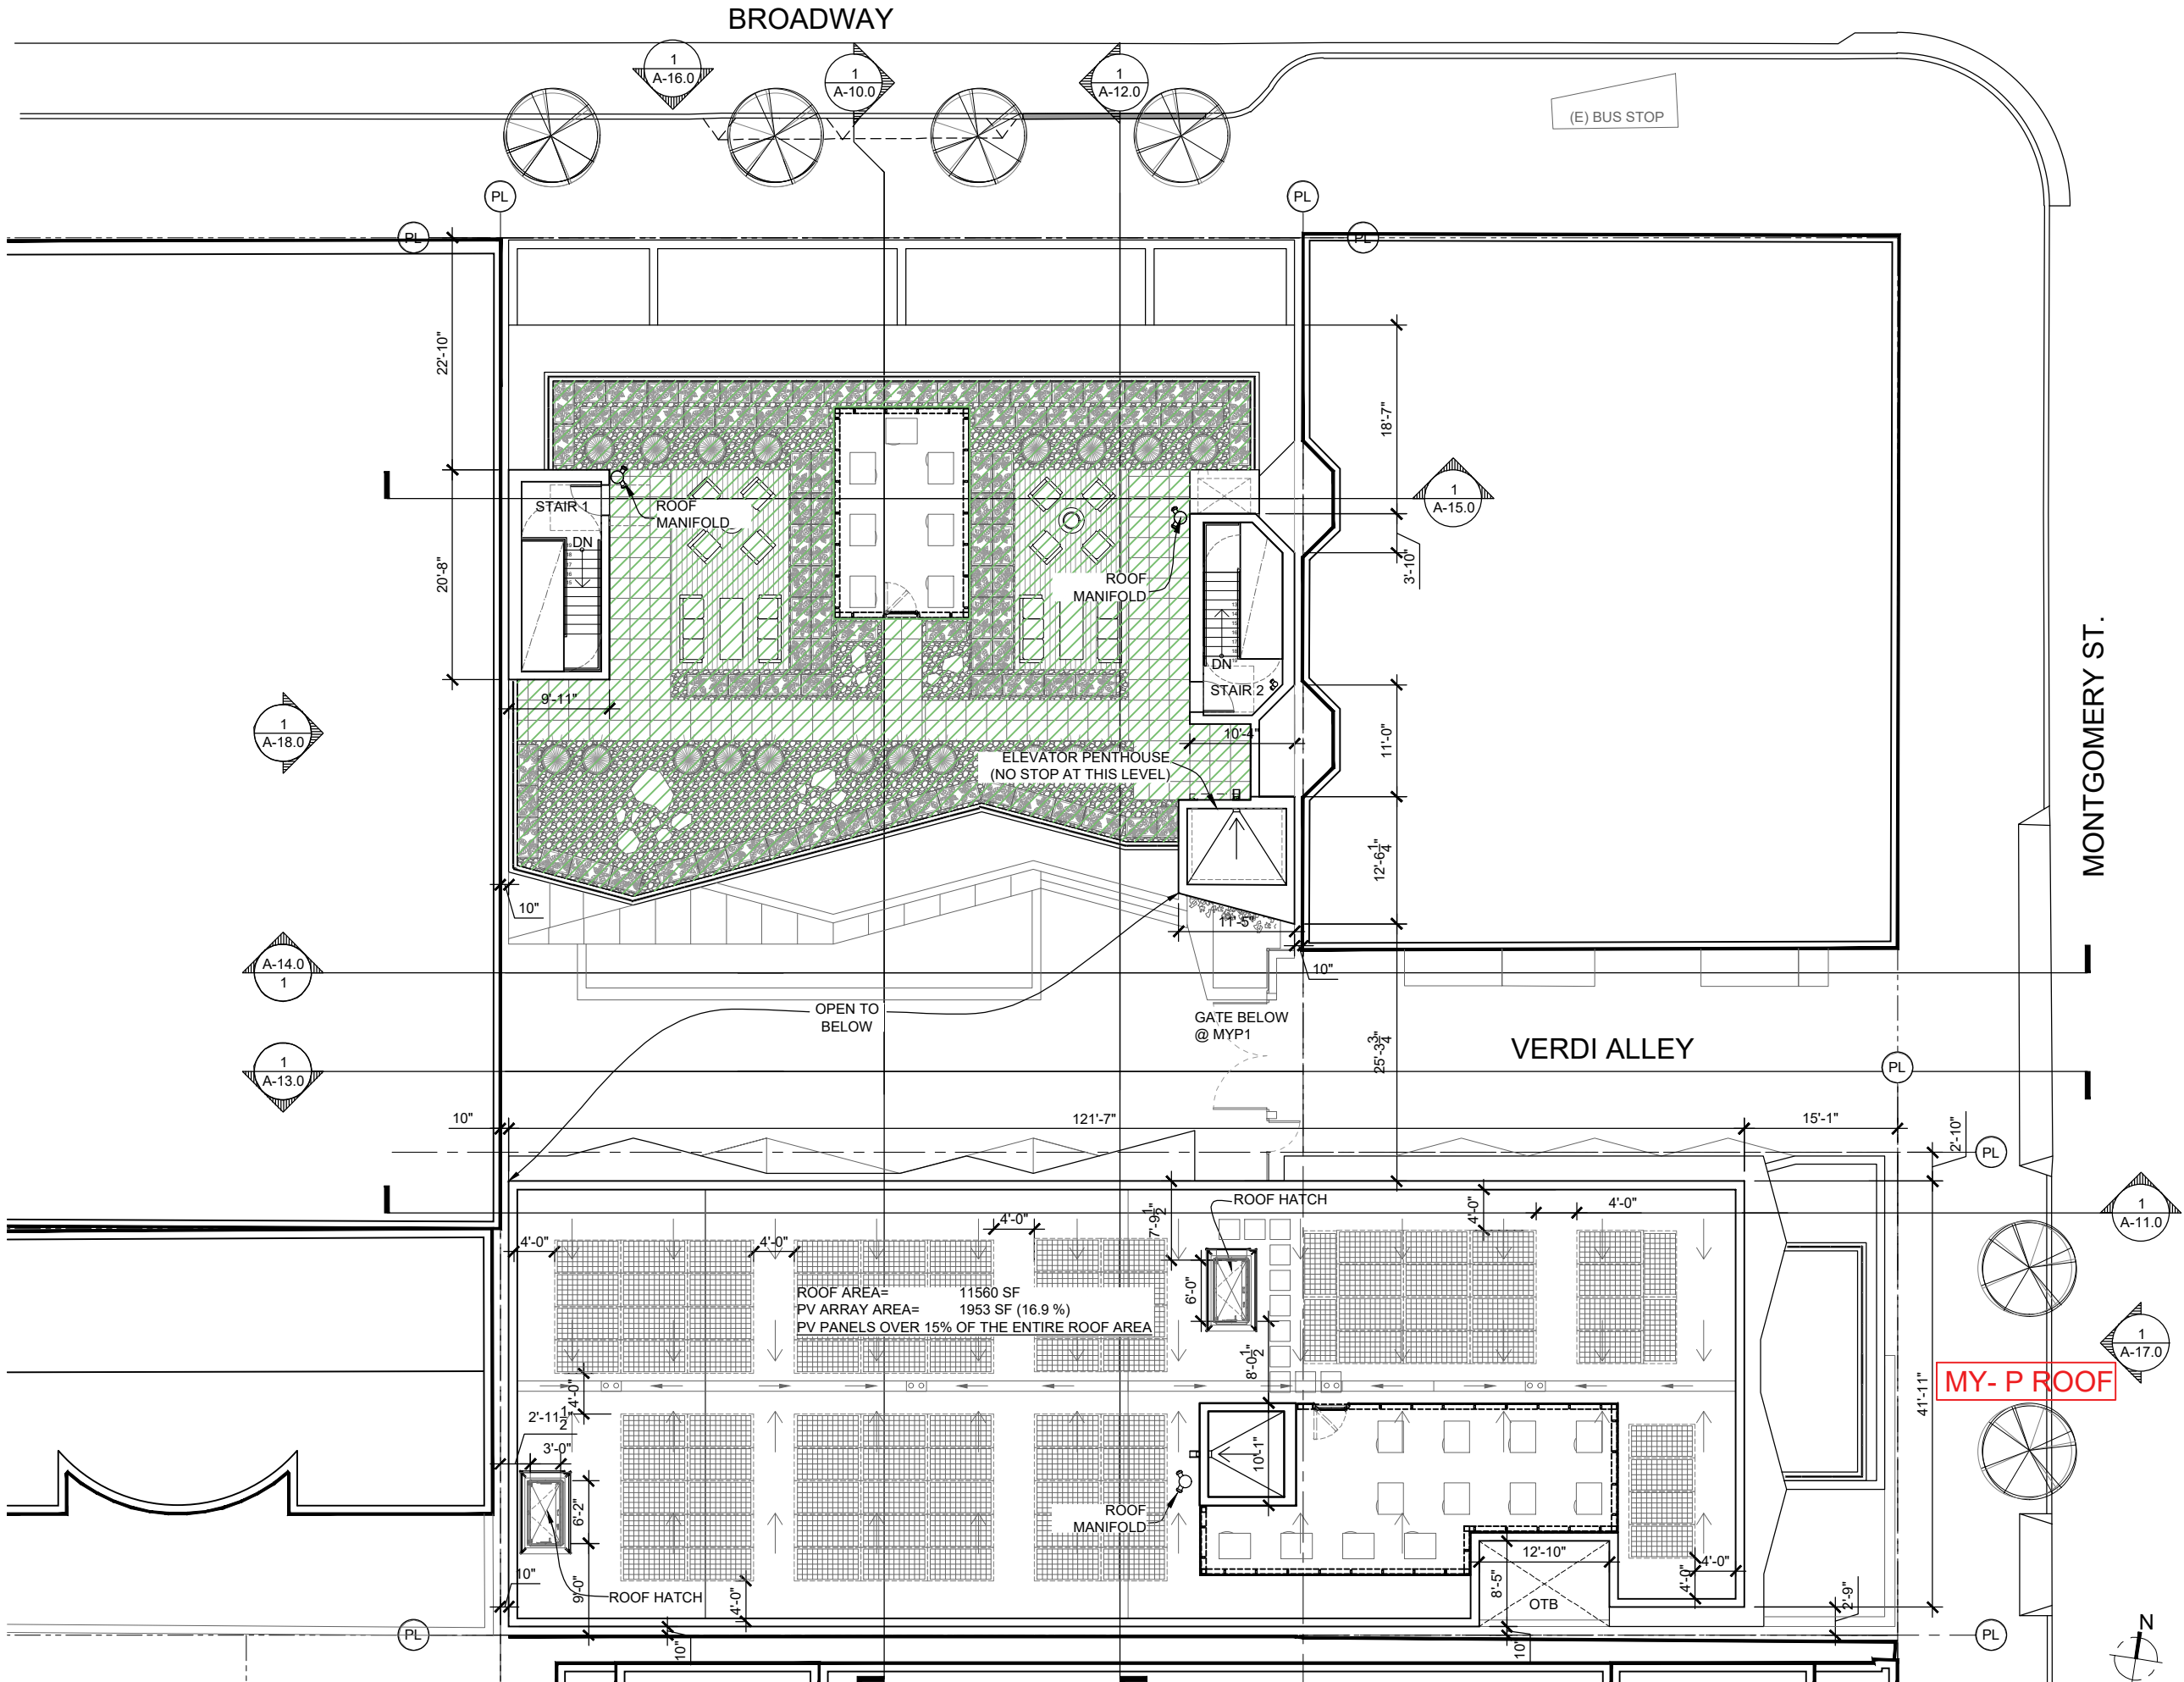 BROADWAY
1
A-16.0
1
A-10.0
1
A-12.0
(E) BUS STOP
PL
PL
PL
PL
22'-10"
20'-8"
18'-7"
3'-10"
11'-0"
12'-6 1/4"
25'-3 3/4"
STAIR 1
DN
ROOF
MANIFOLD
ROOF
MANIFOLD
DN
STAIR 2
1
A-15.0
9'-11"
10'-4"
ELEVATOR PENTHOUSE
(NO STOP AT THIS LEVEL)
1
A-18.0
MONTGOMERY ST.
10"
11'-5"
10"
A-14.0
1
OPEN TO
BELOW
GATE BELOW
@ MYP1
VERDI ALLEY
PL
1
A-13.0
10"
121'-7"
15'-1"
2'-10"
PL
ROOF HATCH
4'-0"
4'-0"
4'-0"
7'-9 1/2"
4'-0"
4'-0"
1
A-11.0
6'-0"
ROOF AREA= 11560 SF
PV ARRAY AREA= 1953 SF (16.9 %)
PV PANELS OVER 15% OF THE ENTIRE ROOF AREA
8'-0 1/2"
1
A-17.0
MY- P ROOF
41'-11"
4'-0"
2'-11 1/2"
3'-0"
6'-2"
10'-1"
ROOF
MANIFOLD
12'-10"
8'-5"
OTB
4'-0"
4'-0"
2'-9"
10"
9'-0"
ROOF HATCH
4'-0"
PL
10"
10"
PL
N